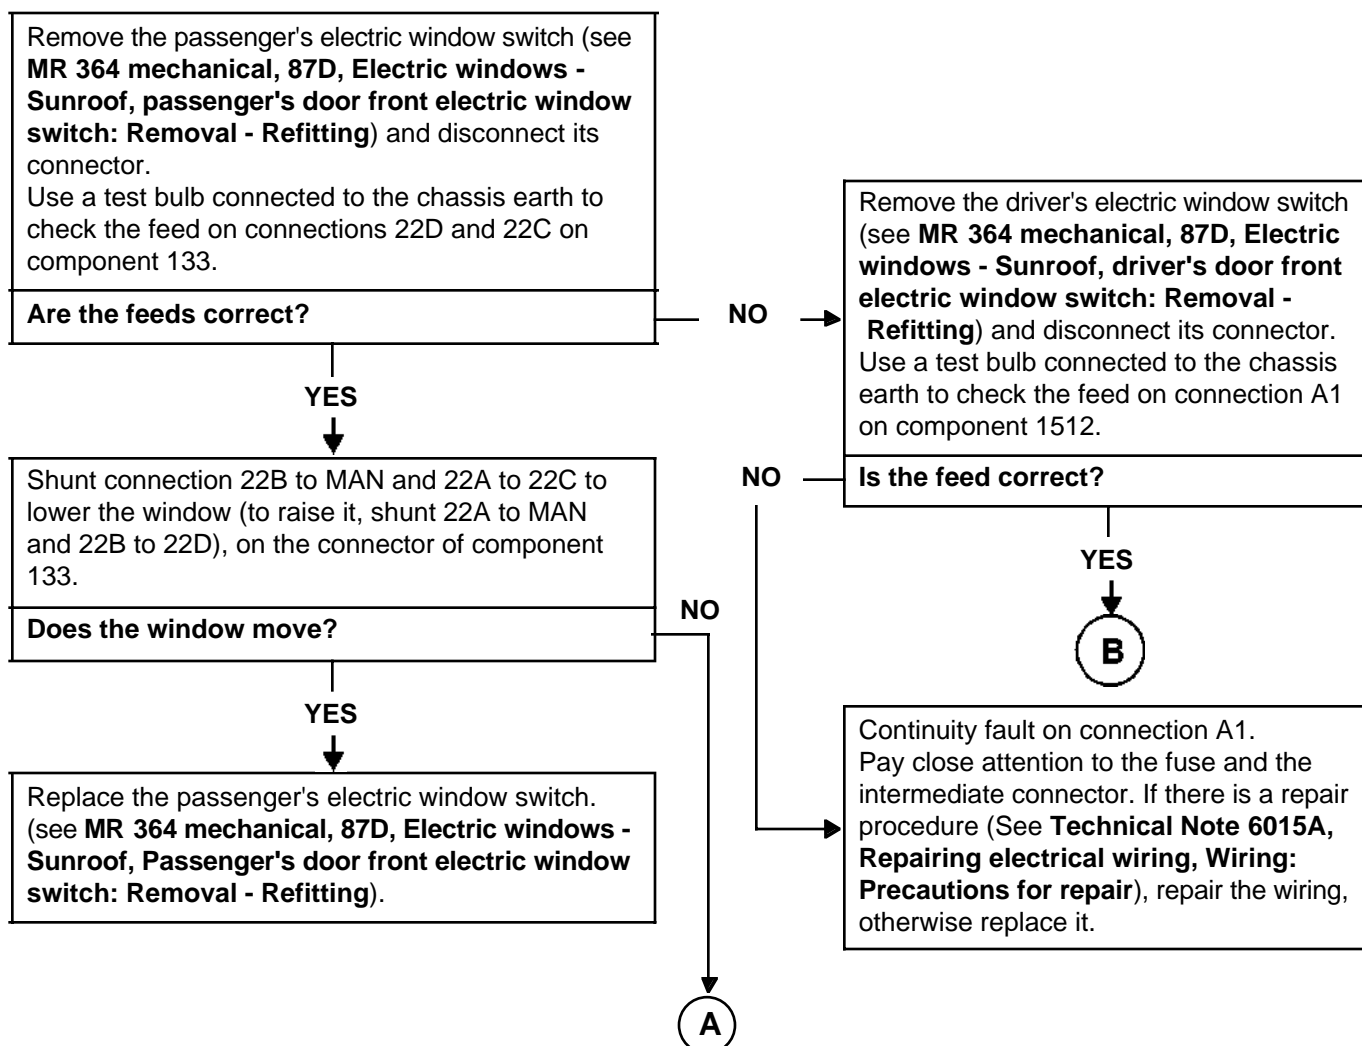 Remove the passenger's electric window switch (see
MR 364 mechanical, 87D, Electric windows -
Sunroof, passenger's door front electric window
switch: Removal - Refitting) and disconnect its
connector.
Use a test bulb connected to the chassis earth to
check the feed on connections 22D and 22C on
component 133.
Are the feeds correct?
NO
YES
Remove the driver's electric window switch
(see MR 364 mechanical, 87D, Electric
windows - Sunroof, driver's door front
electric window switch: Removal -
Refitting) and disconnect its connector.
Use a test bulb connected to the chassis
earth to check the feed on connection A1
on component 1512.
Is the feed correct?
NO
YES
B
Shunt connection 22B to MAN and 22A to 22C to
lower the window (to raise it, shunt 22A to MAN
and 22B to 22D), on the connector of component
133.
Does the window move?
NO
YES
Continuity fault on connection A1.
Pay close attention to the fuse and the
intermediate connector. If there is a repair
procedure (See Technical Note 6015A,
Repairing electrical wiring, Wiring:
Precautions for repair), repair the wiring,
otherwise replace it.
Replace the passenger's electric window switch.
(see MR 364 mechanical, 87D, Electric windows -
Sunroof, Passenger's door front electric window
switch: Removal - Refitting).
A